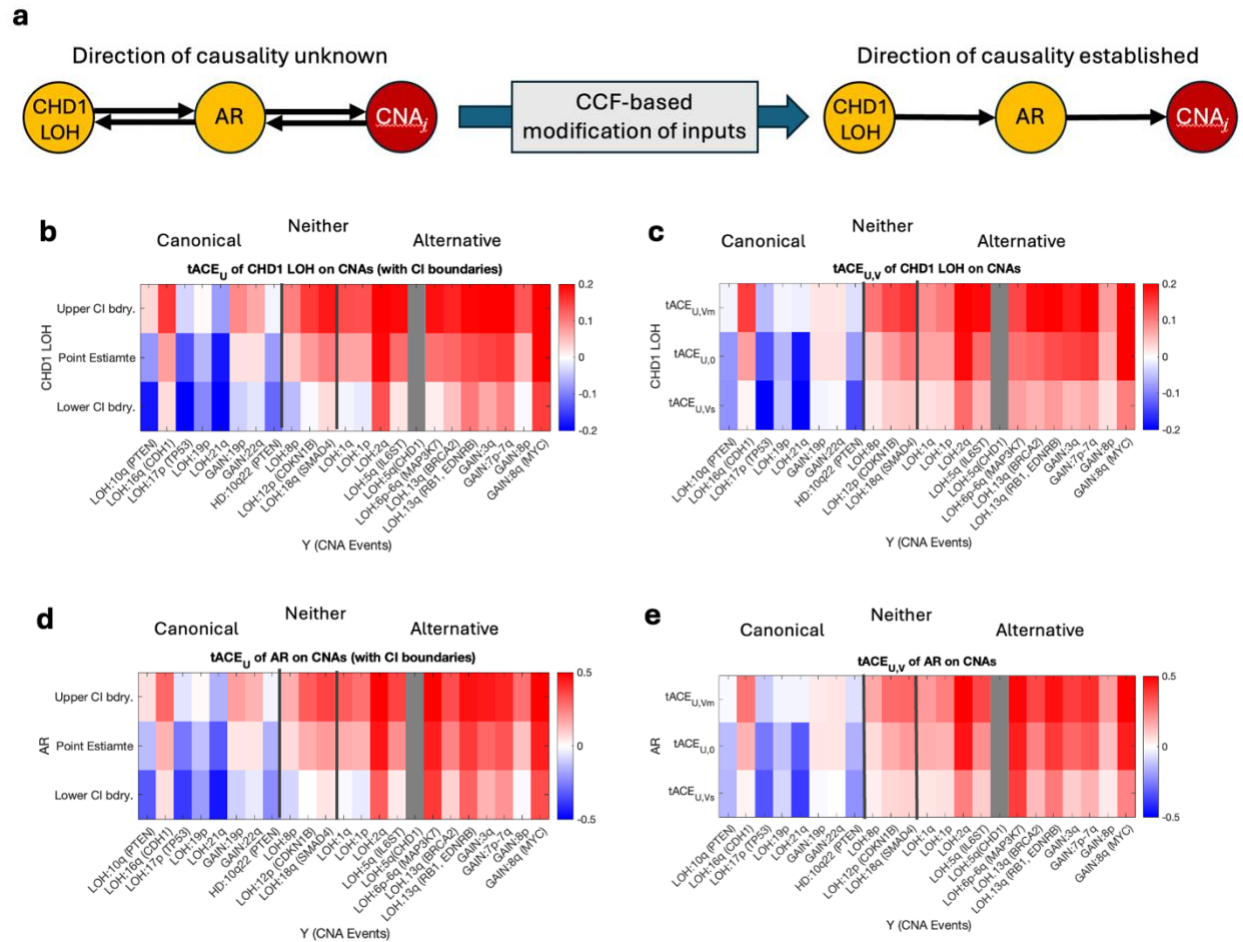 a
Direction of causality unknown
Direction of causality established
CHD1
LOH
AR
CNAj
CCF-based
modification of inputs
CHD1
LOH
AR
CNAj
b
Canonical
Neither
Alternative
tACEU of CHD1 LOH on CNAs (with CI boundaries)
CHD1 LOH
Upper CI bdry.
Point Estiamte
Lower CI bdry.
0.2
0.1
0
-0.1
-0.2
LOH:10q (PTEN)
LOH:16q (CDH1)
LOH:17p (TP53)
LOH:19p
LOH:21q
GAIN:19p
GAIN:22q
HD:10q22 (PTEN)
LOH:8p
LOH:12p (CDKN1B)
LOH:18q (SMAD4)
LOH:1q
LOH:1p
LOH:2q
LOH:5q (IL6ST)
LOH:5q(CHD1)
LOH:6p-6q (MAP3K7)
LOH.13q (BRCA2)
LOH.13q (RB1, EDNRB)
GAIN:3q
GAIN:7p-7q
GAIN:8p
GAIN:8q (MYC)
Y (CNA Events)
c
Canonical
Neither
Alternative
tACEU,V of CHD1 LOH on CNAs
CHD1 LOH
tACEU,Vm
tACEU,0
tACEU,Vs
0.2
0.1
0
-0.1
-0.2
LOH:10q (PTEN)
LOH:16q (CDH1)
LOH:17p (TP53)
LOH:19p
LOH:21q
GAIN:19p
GAIN:22q
HD:10q22 (PTEN)
LOH:8p
LOH:12p (CDKN1B)
LOH:18q (SMAD4)
LOH:1q
LOH:1p
LOH:2q
LOH:5q (IL6ST)
LOH:5q(CHD1)
LOH:6p-6q (MAP3K7)
LOH.13q (BRCA2)
LOH.13q (RB1, EDNRB)
GAIN:3q
GAIN:7p-7q
GAIN:8p
GAIN:8q (MYC)
d
Canonical
Neither
Alternative
tACEU of AR on CNAs (with CI boundaries)
AR
Upper CI bdry.
Point Estiamte
Lower CI bdry.
0.5
0
-0.5
LOH:10q (PTEN)
LOH:16q (CDH1)
LOH:17p (TP53)
LOH:19p
LOH:21q
GAIN:19p
GAIN:22q
HD:10q22 (PTEN)
LOH:8p
LOH:12p (CDKN1B)
LOH:18q (SMAD4)
LOH:1q
LOH:1p
LOH:2q
LOH:5q (IL6ST)
LOH:5q(CHD1)
LOH:6p-6q (MAP3K7)
LOH.13q (BRCA2)
LOH.13q (RB1, EDNRB)
GAIN:3q
GAIN:7p-7q
GAIN:8p
GAIN:8q (MYC)
Y (CNA Events)
e
Canonical
Neither
Alternative
tACEU,V of AR on CNAs
AR
tACEU,Vm
tACEU,0
tACEU,Vs
0.5
0
-0.5
LOH:10q (PTEN)
LOH:16q (CDH1)
LOH:17p (TP53)
LOH:19p
LOH:21q
GAIN:19p
GAIN:22q
HD:10q22 (PTEN)
LOH:8p
LOH:12p (CDKN1B)
LOH:18q (SMAD4)
LOH:1q
LOH:1p
LOH:2q
LOH:5q (IL6ST)
LOH:5q(CHD1)
LOH:6p-6q (MAP3K7)
LOH.13q (BRCA2)
LOH.13q (RB1, EDNRB)
GAIN:3q
GAIN:7p-7q
GAIN:8p
GAIN:8q (MYC)